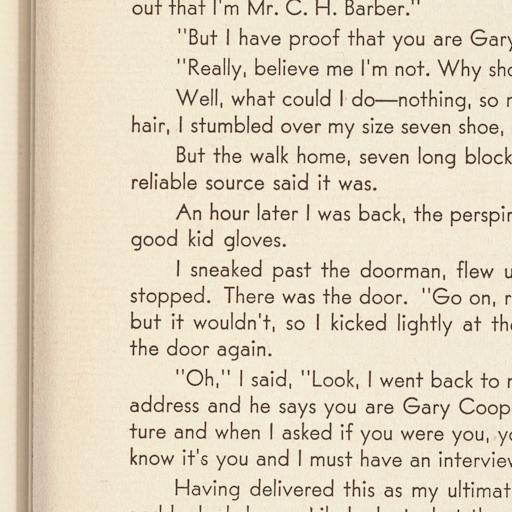 out that I'm Mr. C. H. Barber."
"But I have proof that you are Gary
"Really, believe me I'm not. Why
Well, what could I do—nothing, so
hair, I stumbled over my size seven shoe,
But the walk home, seven long block
reliable source said it was.
An hour later I was back, the
good kid gloves.
I sneaked past the doorman, flew
stopped. There was the door. "Go on,
but it wouldn't, so I kicked lightly at
the door again.
"Oh," I said, "Look, I went back to
address and he says you are Gary Coop
ture and when I asked if you were you,
know it's you and I must have an interview
Having delivered this as my